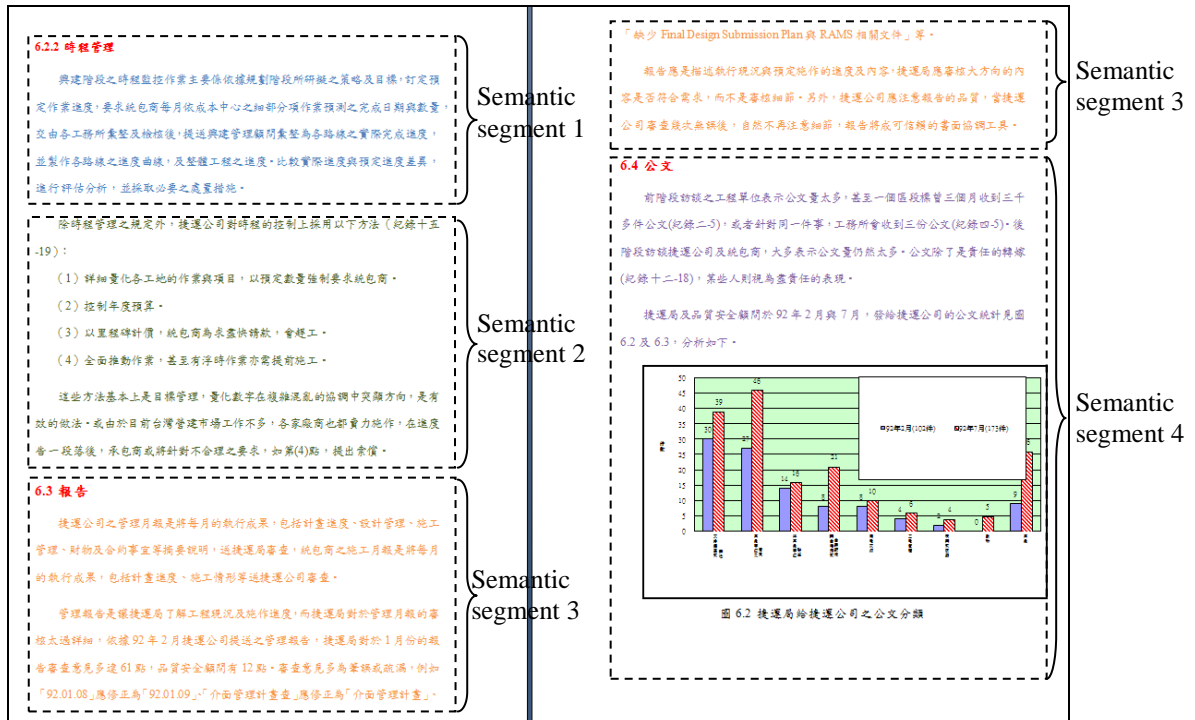 6.2.2 時程管理
興建階段之時程監控作業主要係依據規劃階段所研擬之策略及目標，訂定預
定作業進度，要求統包商每月依成本中心之細部分項作業預測之完成日期與數量，
交由各工務所彙整及檢核後，提送興建管理顧問彙整為各路線之實際完成進度，
並製作各路線之進度曲線，及整體工程之進度。比較實際進度與預定進度差異，
進行評估分析，並採取必要之處置措施。
Semantic
segment 1
除時程管理之規定外，捷運公司對時程的控制上採用以下方法（紀錄十五
-19）：
（1）詳細量化各工地的作業與項目，以預定數量強制要求統包商。
（2）控制年度預算。
（3）以里程碑計價，統包商為求盡快請款，會趕工。
（4）全面推動作業，甚至有浮時作業亦需提前施工。
這些方法基本上是目標管理，量化數字在複雜混亂的協調中突顯方向，是有
效的做法。或由於目前台灣營建市場工作不多，各家廠商也都賣力施作，在進度
告一段落後，承包商或將針對不合理之要求，如第(4)點，提出索償。
Semantic
segment 2
6.3 報告
捷運公司之管理月報是將每月的執行成果，包括計畫進度、設計管理、施工
管理、財物及合約事宜等摘要說明，送捷運局審查，統包商之施工月報是將每月
的執行成果，包括計畫進度、施工情形等送捷運公司審查。
管理報告是讓捷運局了解工程現況及施作進度，而捷運局對於管理月報的審
核太過詳細，依據 92 年 2 月捷運公司提送之管理報告，捷運局對於 1 月份的報
告審查意見多達 61 點，品質安全顧問有 12 點。審查意見多為筆誤或疏漏，例如
「92.01.08」應修正為「92.01.09」、「介面管理計畫查」應修正為「介面管理計畫」、
Semantic
segment 3
「缺少 Final Design Submission Plan 與 RAMS 相關文件」等。
報告應是描述執行現況與預定施作的進度及內容，捷運局應審核大方向的內
容是否符合需求，而不是審核細節。另外，捷運公司應注意報告的品質，當捷運
公司審查幾次無誤後，自然不再注意細節，報告將成可信賴的書面協調工具。
Semantic
segment 3
6.4 公文
前階段訪談之工程單位表示公文量太多，甚至一個區段標曾三個月收到三千
多件公文(紀錄二-5)，或者針對同一件事，工務所會收到三份公文(紀錄四-5)。後
階段訪談捷運公司及統包商，大多表示公文量仍然太多。公文除了是責任的轉嫁
(紀錄十二-18)，某些人則視為盡責任的表現。
捷運局及品質安全顧問於 92 年 2 月與 7 月，發給捷運公司的公文統計見圖
6.2 及 6.3，分析如下。
50
45
40
35
30
25
20
15
10
5
0
30 39
27 46
14 16
8 21
8 10
4 6
2 4
0 5
9
92年2月(102件) 92年7月(173件)
圖 6.2 捷運局給捷運公司之公文分類
Semantic
segment 4